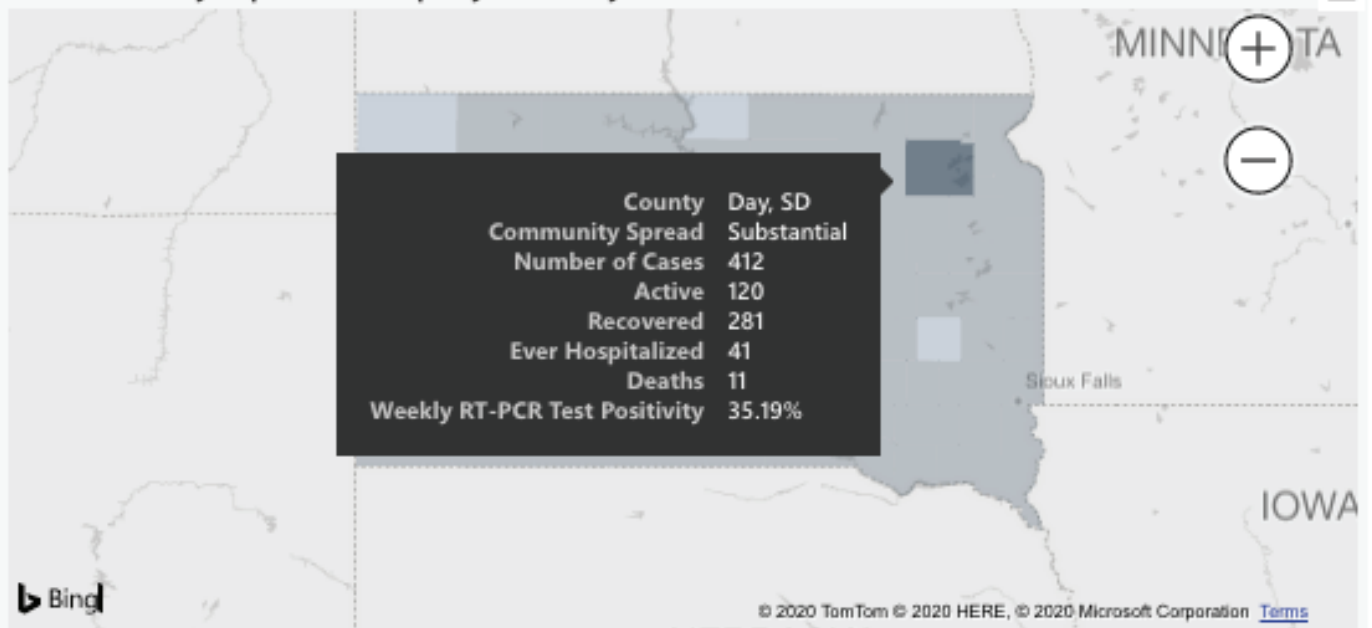 County Day, SD
Community Spread Substantial
Number of Cases 412
Active 120
Recovered 281
Ever Hospitalized 41
Deaths 11
Weekly RT-PCR Test Positivity 35.19%
Sioux Falls
IOWA
Bing
© 2020 TomTom © 2020 HERE, © 2020 Microsoft Corporation Terms